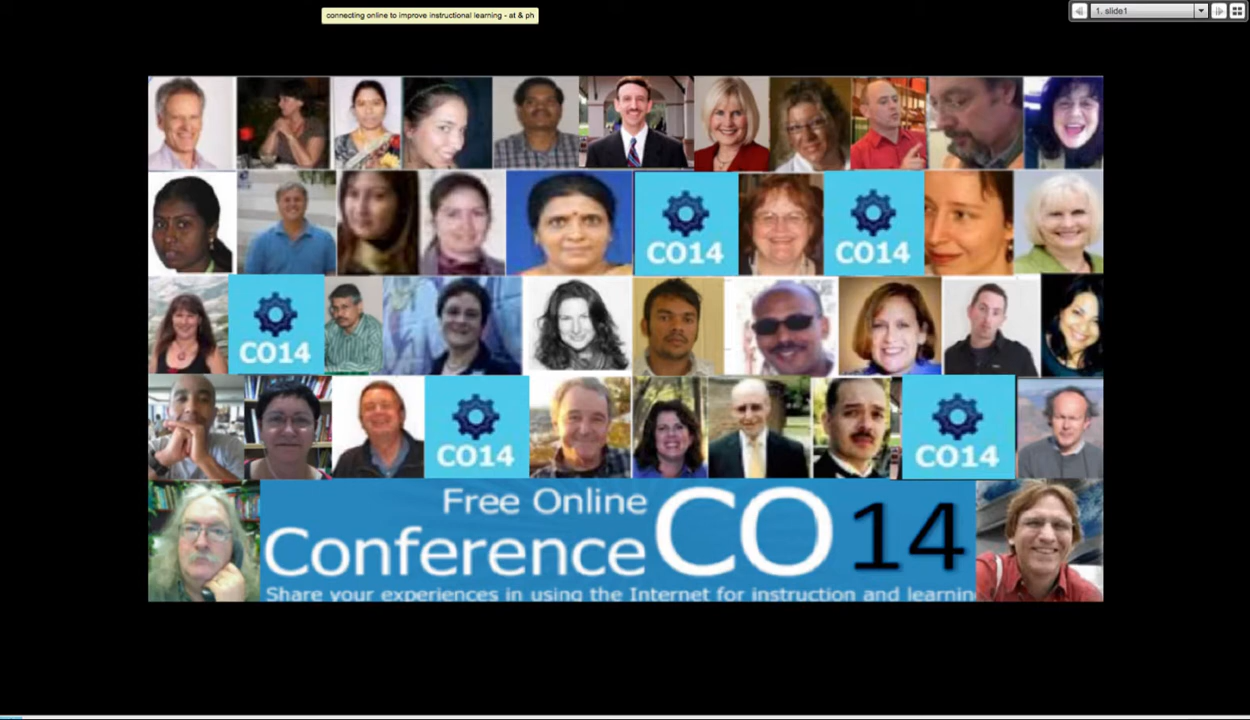 connecting online to improve instructional learning - at & ph
1. slide1
CO14
CO14
CO14
CO14
CO14
Free Online
Conference CO 14
Share your experiences in using the Internet for instruction and learnin